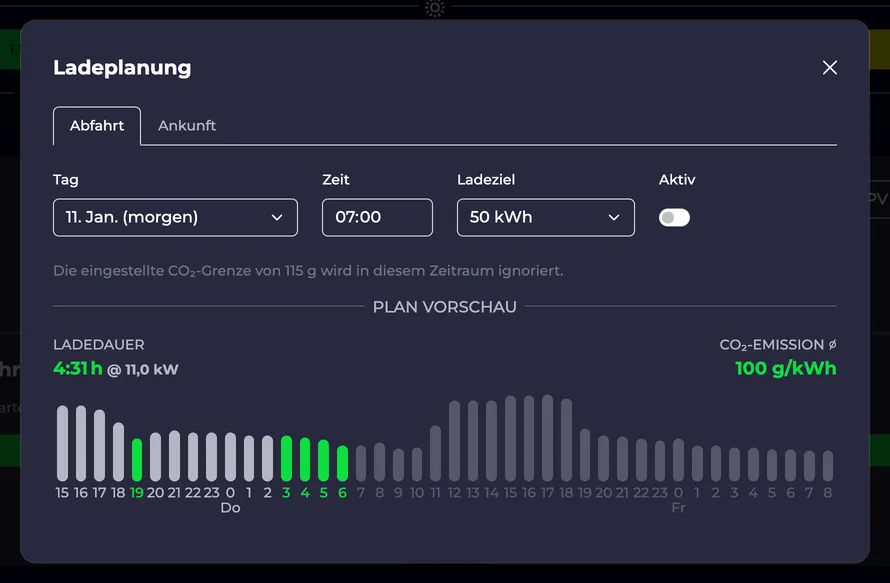 Ladeplanung
Abfahrt Ankunft
Tag Zeit Ladeziel Aktiv
11. Jan. (morgen) 07:00 50 kWh
Die eingestellte CO₂-Grenze von 115 g wird in diesem Zeitraum ignoriert.
PLAN VORSCHAU
LADEDAUER CO₂-EMISSION ⌀
4:31 h @ 11,0 kW 100 g/kWh
15 16 17 18 19 20 21 22 23 0 1 2 3 4 5 6 7 8 9 10 11 12 13 14 15 16 17 18 19 20 21 22 23 0 1 2 3 4 5 6 7 8
Do Fr
PV